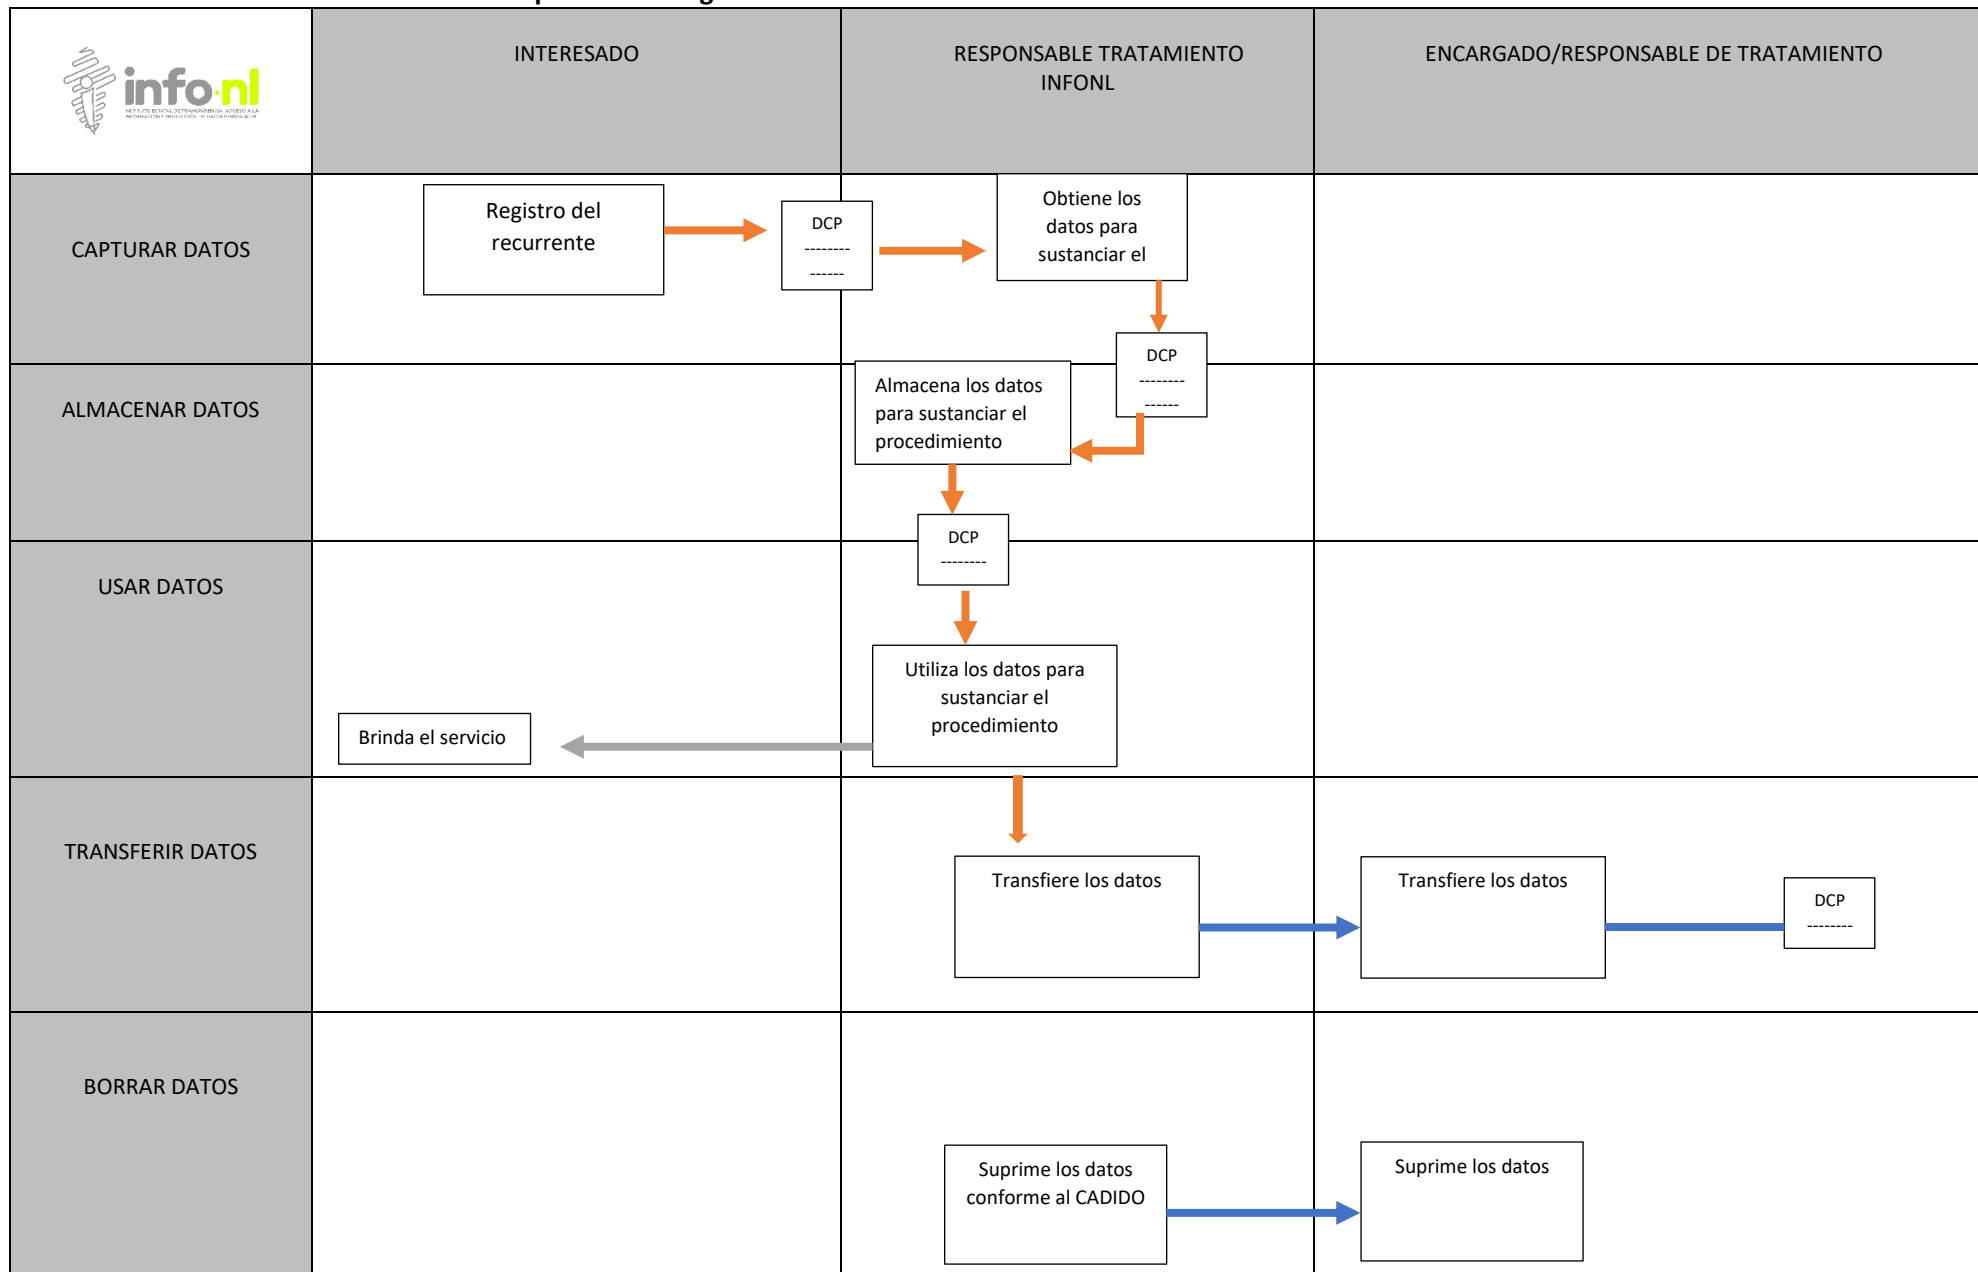 info·nl
INTERESADO
RESPONSABLE TRATAMIENTO
INFONL
ENCARGADO/RESPONSABLE DE TRATAMIENTO
CAPTURAR DATOS
Registro del
recurrente
DCP
--------
------
Obtiene los
datos para
sustanciar el
DCP
--------
------
ALMACENAR DATOS
Almacena los datos
para sustanciar el
procedimiento
DCP
--------
USAR DATOS
Utiliza los datos para
sustanciar el
procedimiento
Brinda el servicio
TRANSFERIR DATOS
Transfiere los datos
Transfiere los datos
DCP
--------
BORRAR DATOS
Suprime los datos
conforme al CADIDO
Suprime los datos